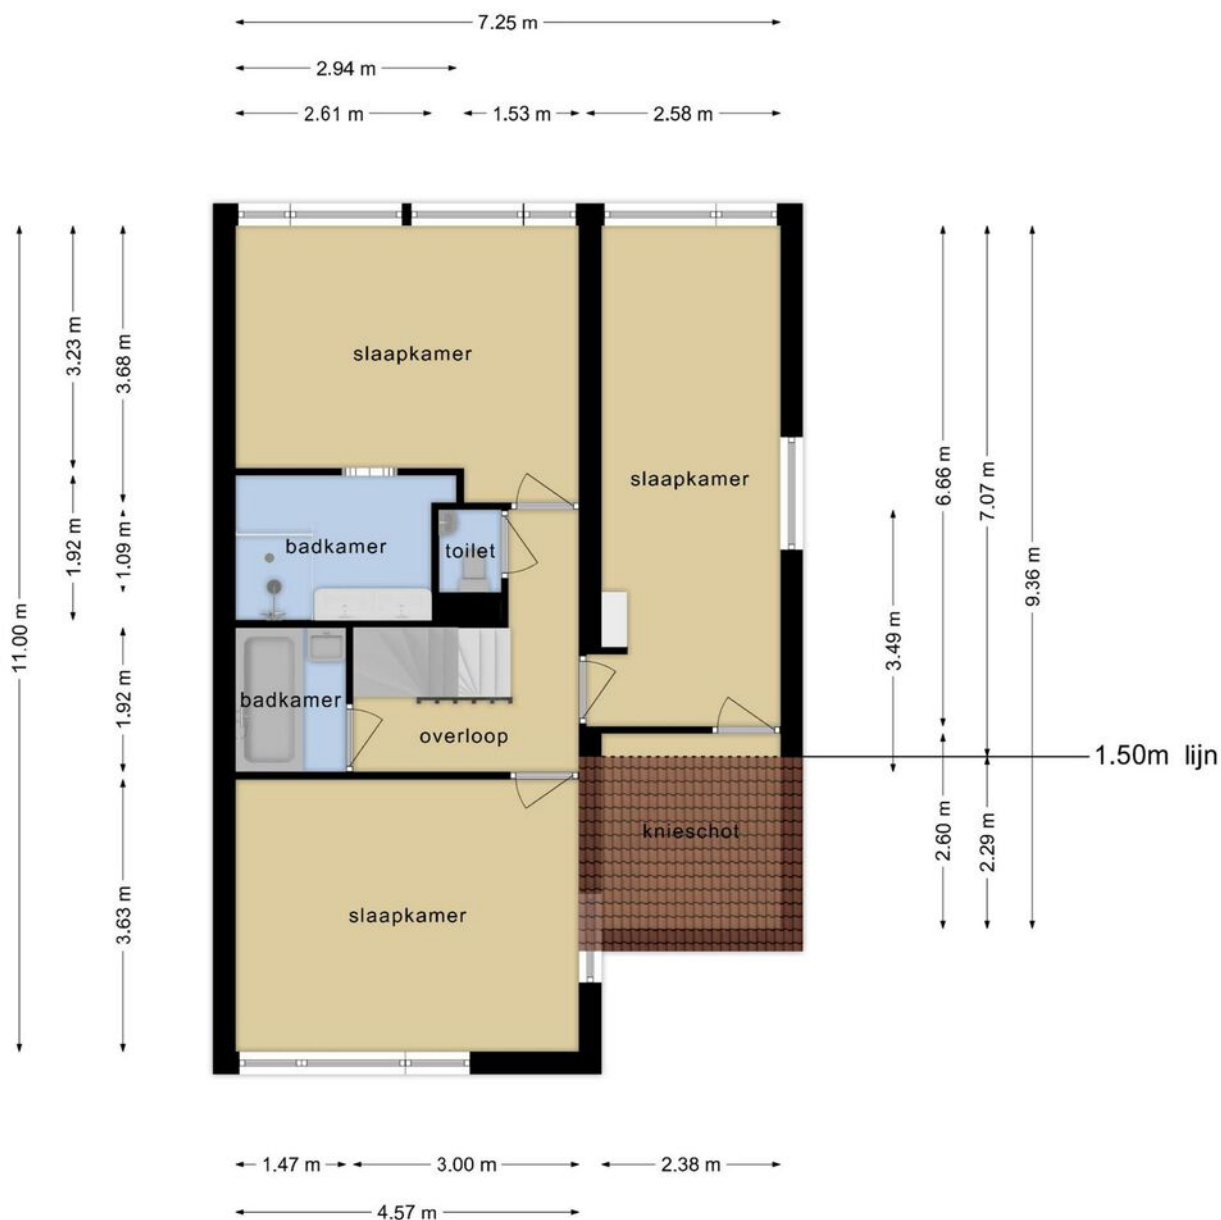 7.25 m
2.94 m
2.61 m
1.53 m
2.58 m
3.23 m
3.68 m
slaapkamer
slaapkamer
6.66 m
7.07 m
9.36 m
1.92 m
1.09 m
badkamer
toilet
11.00 m
3.49 m
1.92 m
badkamer
overloop
1.50m lijn
knieschot
2.60 m
2.29 m
3.63 m
slaapkamer
1.47 m
3.00 m
2.38 m
4.57 m